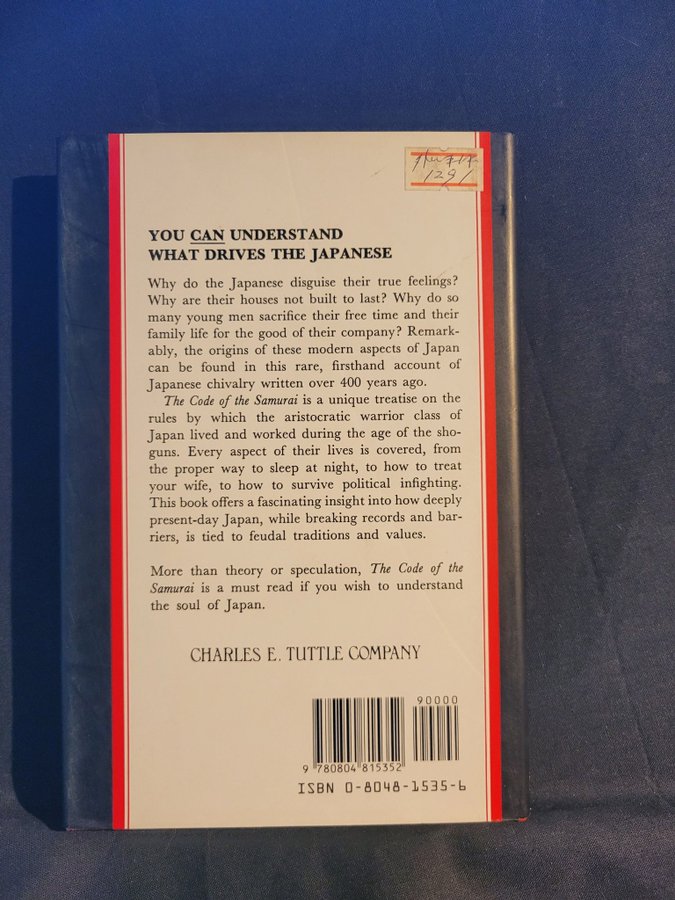 1291
YOU CAN UNDERSTAND
WHAT DRIVES THE JAPANESE
Why do the Japanese disguise their true feelings?
Why are their houses not built to last? Why do so
many young men sacrifice their free time and their
family life for the good of their company? Remark-
ably, the origins of these modern aspects of Japan
can be found in this rare, firsthand account of
Japanese chivalry written over 400 years ago.
The Code of the Samurai is a unique treatise on the
rules by which the aristocratic warrior class of
Japan lived and worked during the age of the sho-
guns. Every aspect of their lives is covered, from
the proper way to sleep at night, to how to treat
your wife, to how to survive political infighting.
This book offers a fascinating insight into how deeply
present-day Japan, while breaking records and bar-
riers, is tied to feudal traditions and values.
More than theory or speculation, The Code of the
Samurai is a must read if you wish to understand
the soul of Japan.
CHARLES E. TUTTLE COMPANY
90000
9 780804 815352
ISBN 0-8048-1535-6